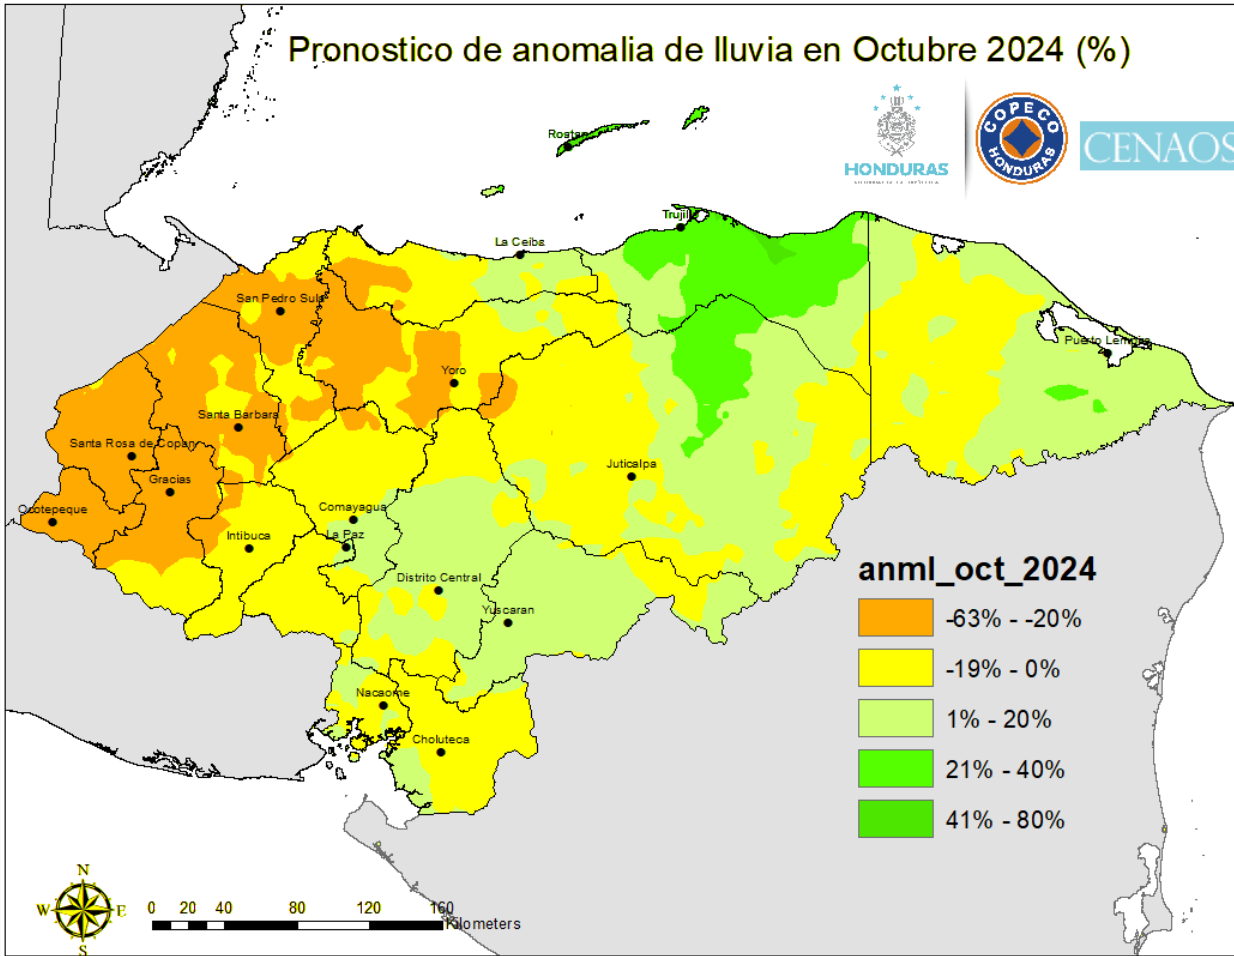 Pronostico de anomalia de lluvia en Octubre 2024 (%)
HONDURAS
COPECO
HONDURAS
CENAOS
Roatan
Trujillo
La Ceiba
San Pedro Sula
Puerto Lempira
Yoro
Santa Barbara
Santa Rosa de Copan
Juticalpa
Gracias
Ocotepeque
Comayagua
La Paz
Intibuca
Distrito Central
Yuscaran
Nacaome
Choluteca
anml_oct_2024
-63% - -20%
-19% - 0%
1% - 20%
21% - 40%
41% - 80%
N
W E
S
0 20 40 80 120 160
Kilometers